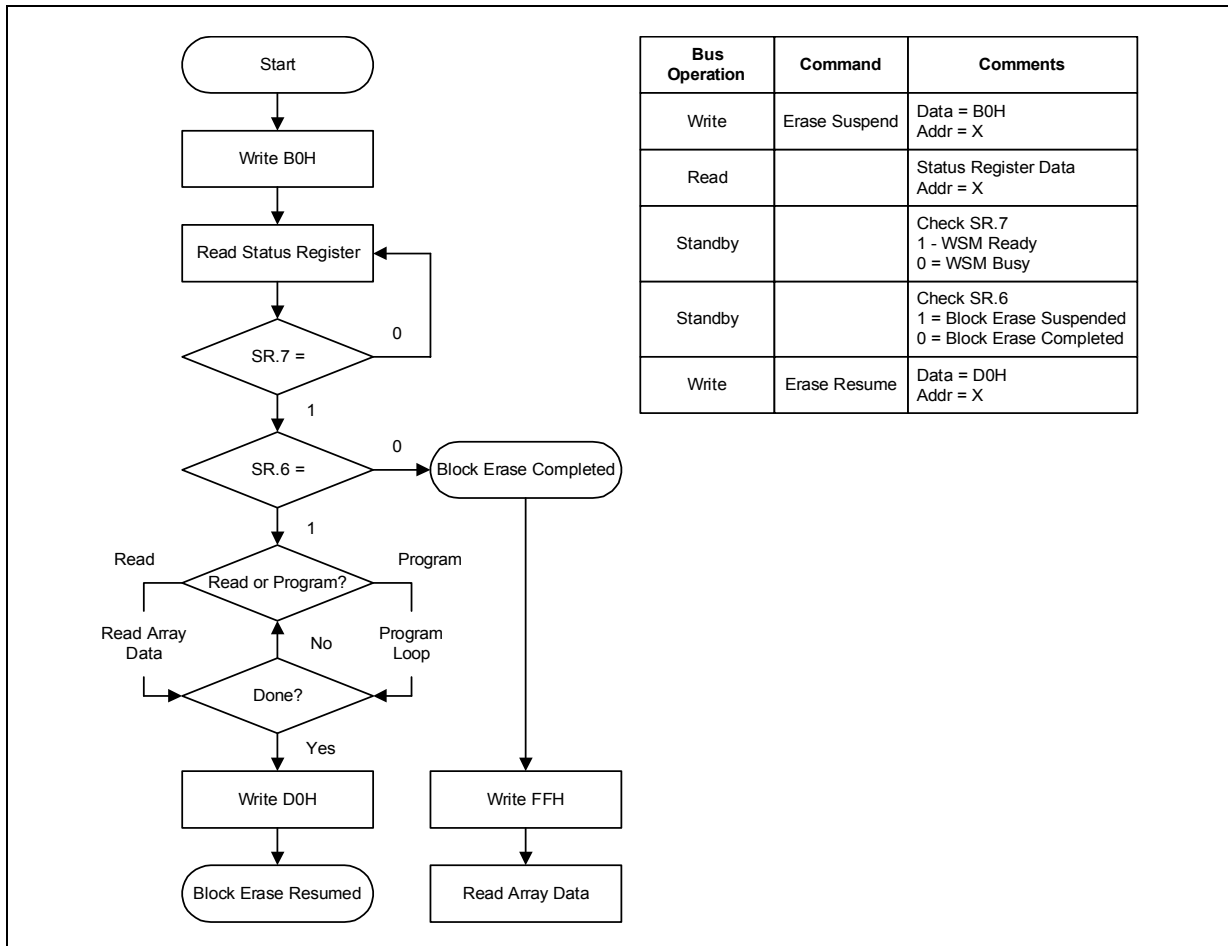 Start
Write B0H
Read Status Register
0
SR.7 =
1
0
SR.6 =
Block Erase Completed
1
Read
Program
Read or Program?
Read Array
Data
No
Program
Loop
Done?
Yes
Write D0H
Write FFH
Block Erase Resumed
Read Array Data
Bus
Operation
Command
Comments
Write
Erase Suspend
Data = B0H
Addr = X
Read
Status Register Data
Addr = X
Standby
Check SR.7
1 - WSM Ready
0 = WSM Busy
Standby
Check SR.6
1 = Block Erase Suspended
0 = Block Erase Completed
Write
Erase Resume
Data = D0H
Addr = X